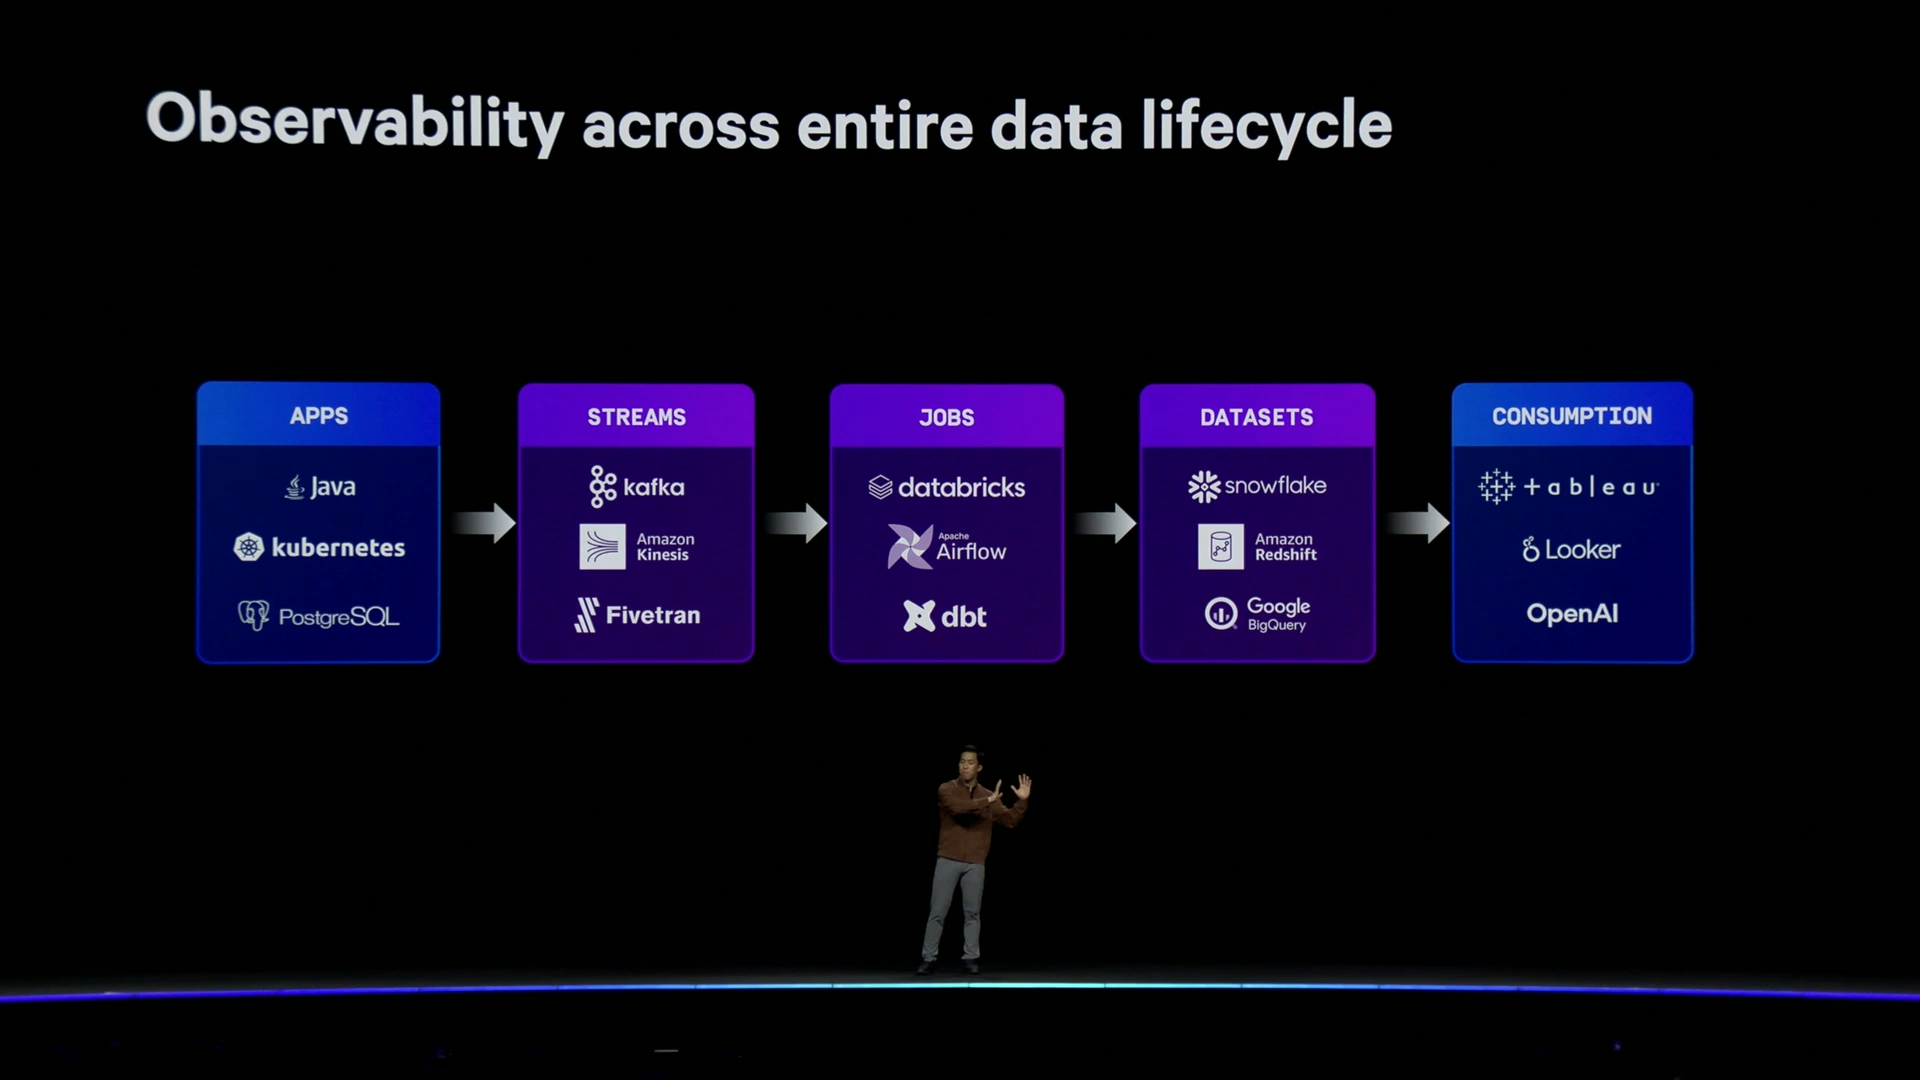 Observability across entire data lifecycle
APPS
Java
kubernetes
PostgreSQL
STREAMS
kafka
Amazon
Kinesis
Fivetran
JOBS
databricks
Apache
Airflow
dbt
DATASETS
snowflake
Amazon
Redshift
Google
BigQuery
CONSUMPTION
+ableau
Looker
OpenAI